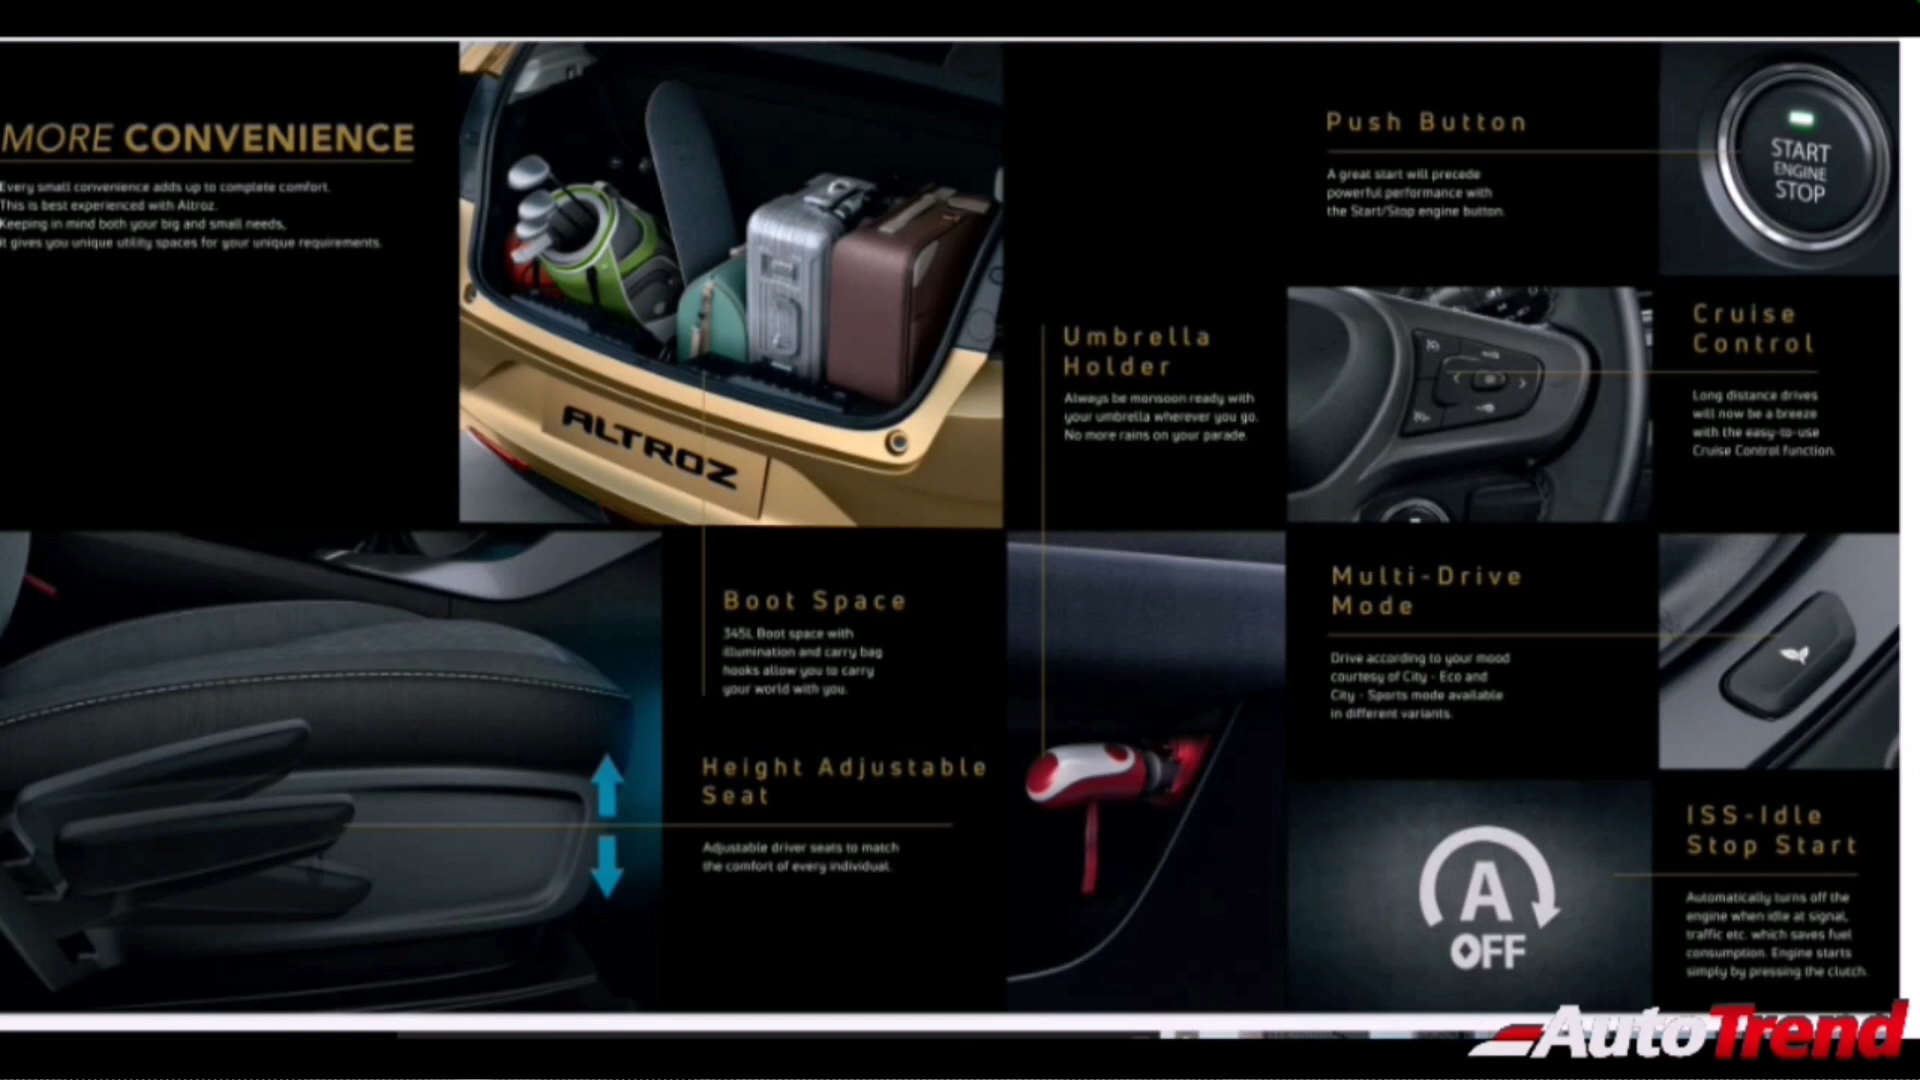 MORE CONVENIENCE
Every small convenience adds up to complete comfort.
This is best experienced with Altroz.
Keeping in mind both your big and small needs,
it gives you unique utility spaces for your unique requirements.
ALTROZ
Boot Space
345L Boot space with
illumination and carry bag
hooks allow you to carry
your world with you.
Height Adjustable
Seat
Adjustable driver seats to match
the comfort of every individual.
Umbrella
Holder
Always be monsoon ready with
your umbrella wherever you go.
No more rains on your parade.
Push Button
A great start will precede
powerful performance with
the Start/Stop engine button.
START
ENGINE
STOP
Cruise
Control
Long distance drives
will now be a breeze
with the easy-to-use
Cruise Control function.
Multi-Drive
Mode
Drive according to your mood
courtesy of City - Eco and
City - Sports mode available
in different variants.
A
OFF
ISS-Idle
Stop Start
Automatically turns off the
engine when idle at signal,
traffic etc. which saves fuel
consumption. Engine starts
simply by pressing the clutch.
AutoTrend